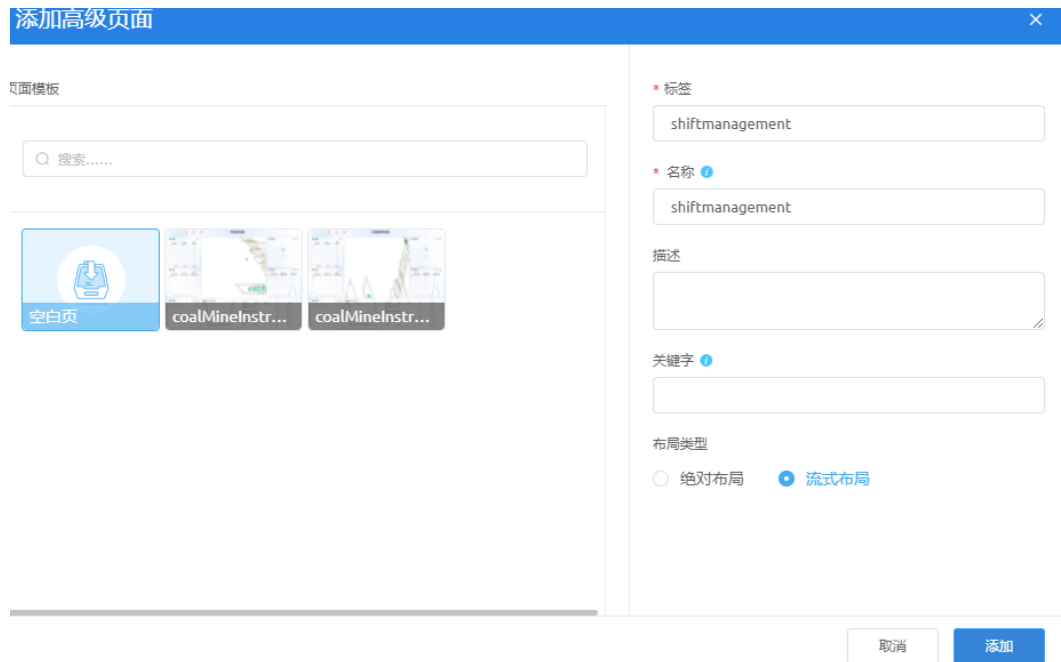 添加高级页面
×
页面模板
搜索......
空白页
coalMineInstr...
coalMineInstr...
* 标签
shiftmanagement
* 名称
shiftmanagement
描述
关键字
布局类型
绝对布局
流式布局
取消
添加